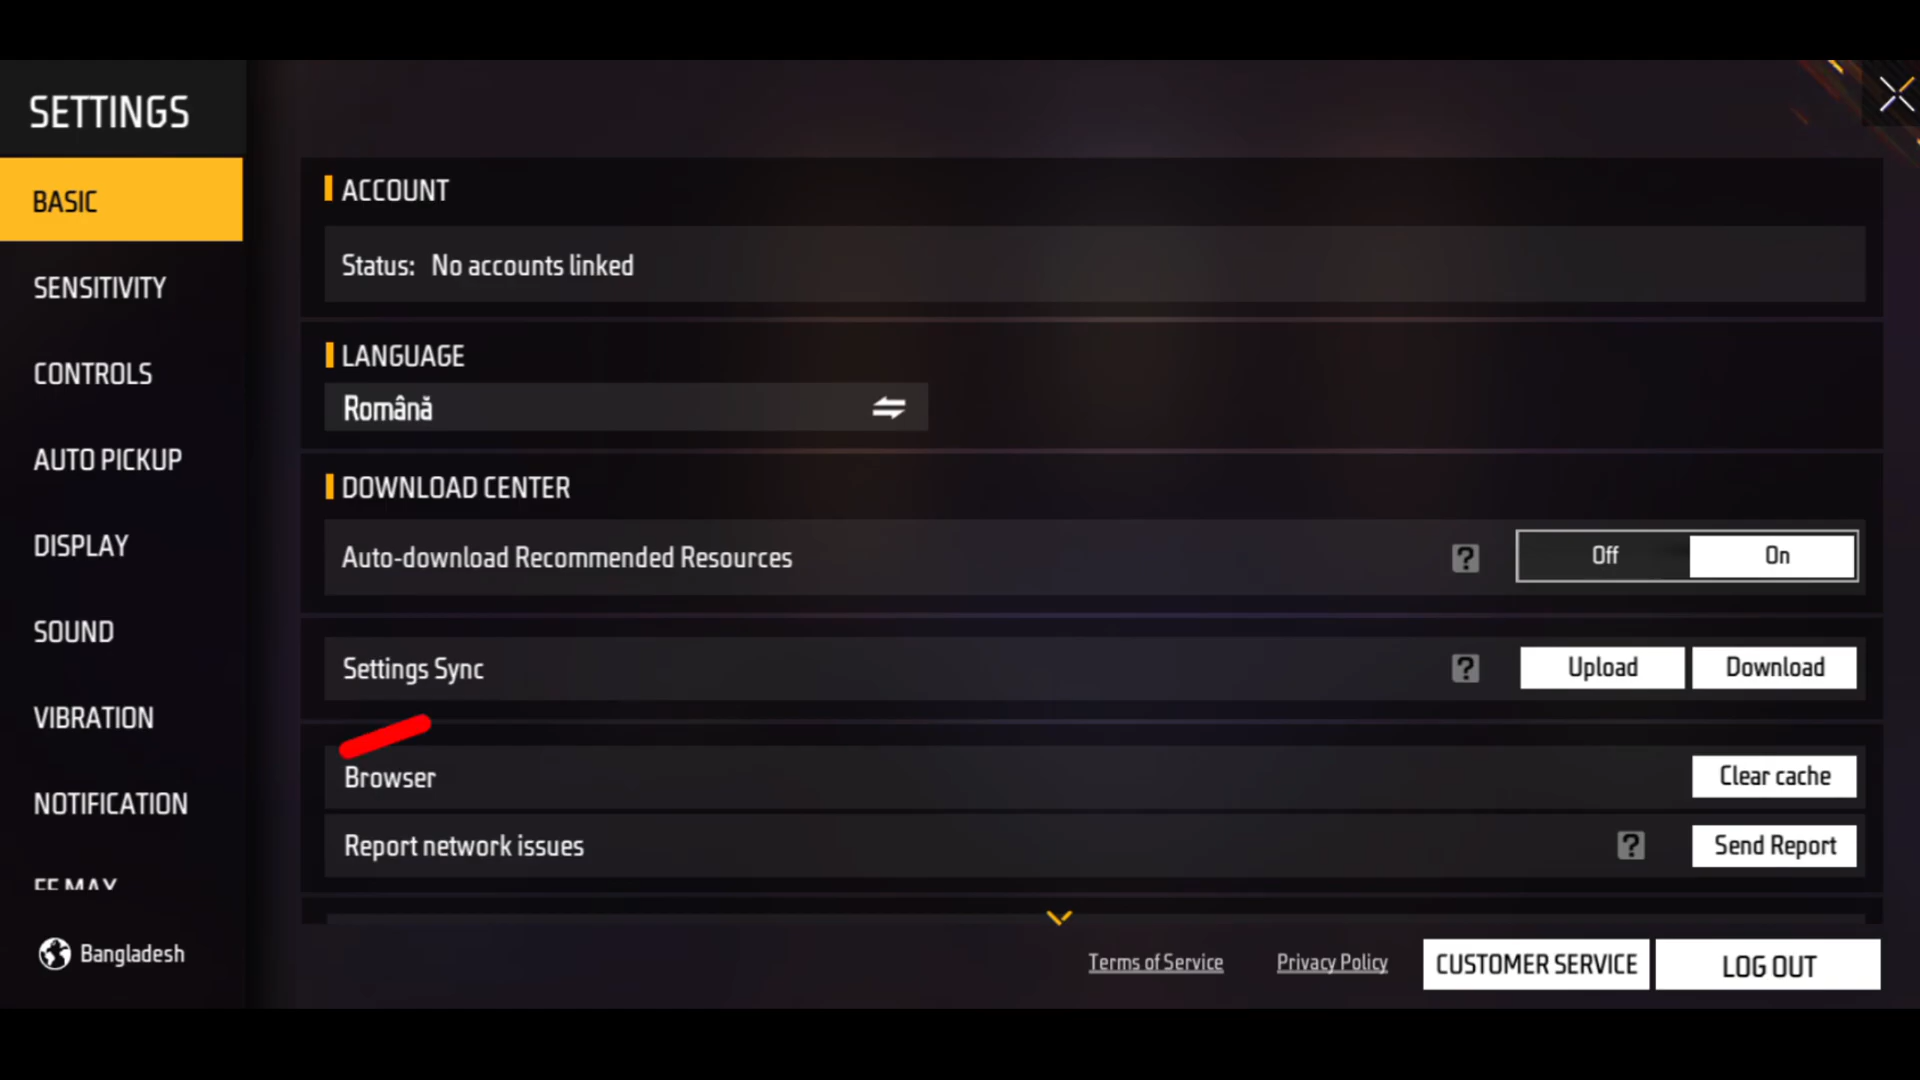 SETTINGS
BASIC
SENSITIVITY
CONTROLS
AUTO PICKUP
DISPLAY
SOUND
VIBRATION
NOTIFICATION
FF MAX
Bangladesh
ACCOUNT
Status: No accounts linked
LANGUAGE
Română
DOWNLOAD CENTER
Auto-download Recommended Resources ? Off On
Settings Sync ? Upload Download
Browser Clear cache
Report network issues ? Send Report
Terms of Service Privacy Policy CUSTOMER SERVICE LOG OUT